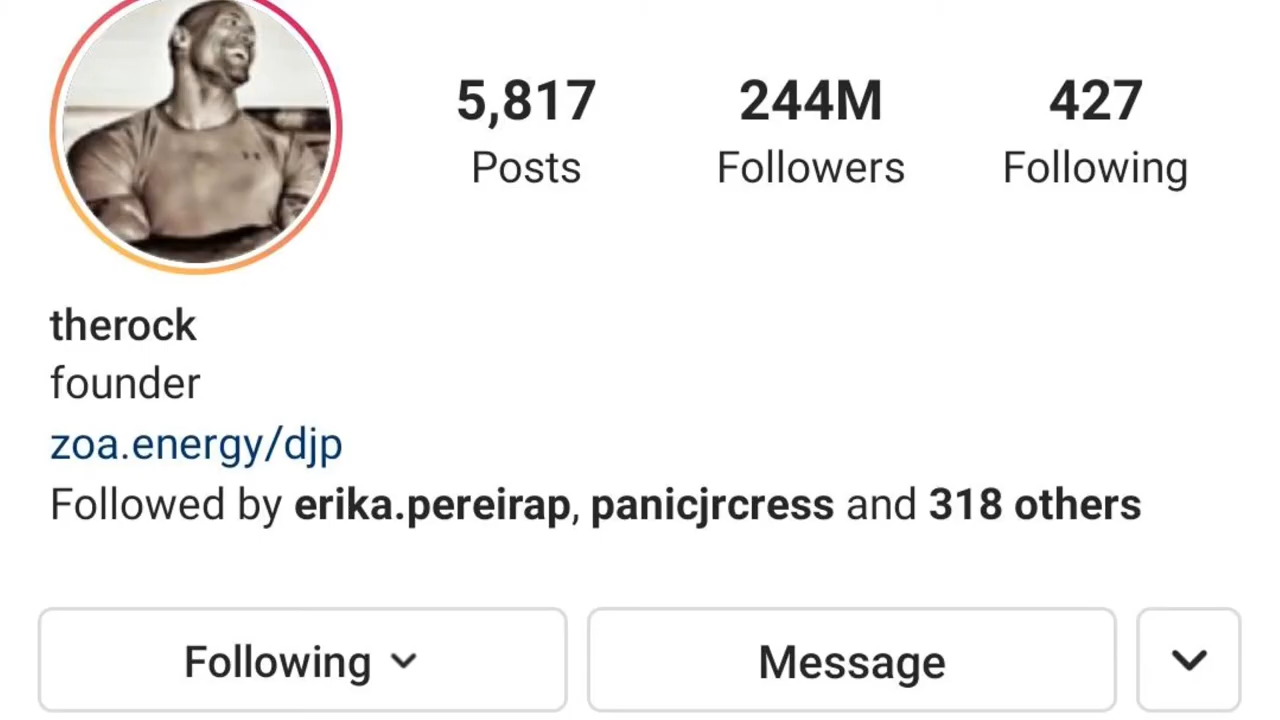 5,817 244M 427
Posts Followers Following
therock
founder
zoa.energy/djp
Followed by erika.pereirap, panicjrcress and 318 others
Following Message